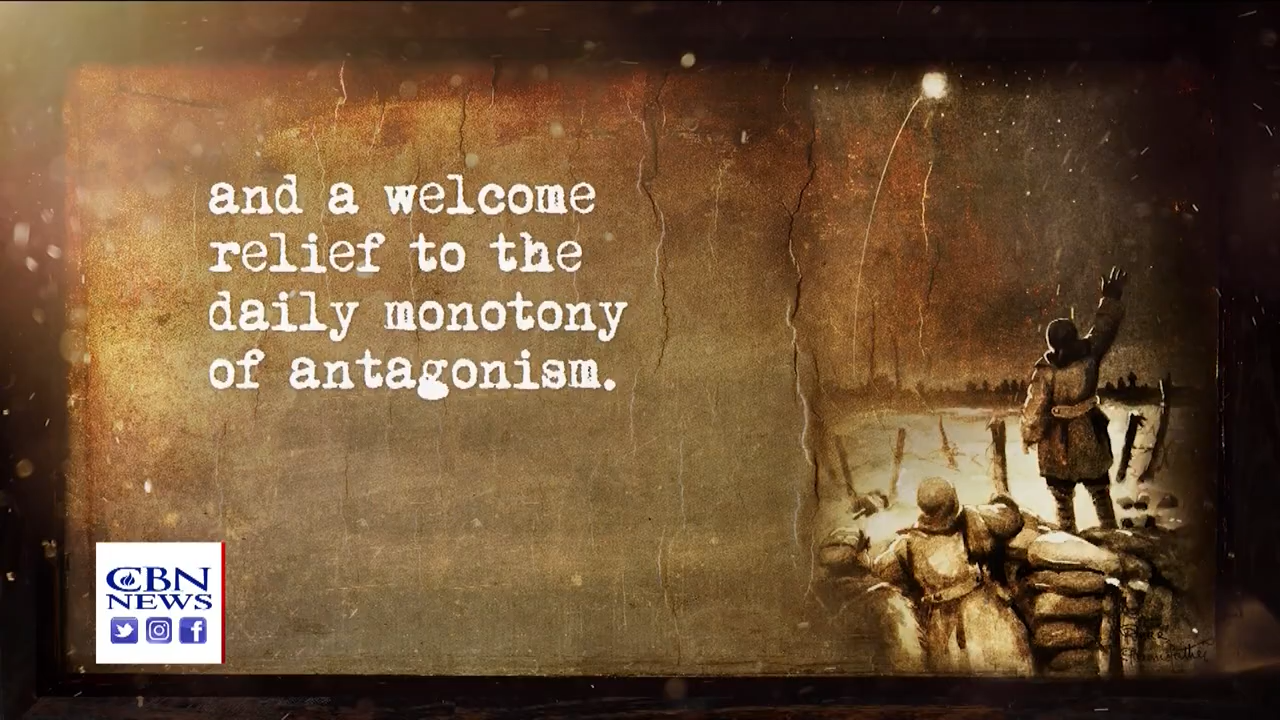 and a welcome
relief to the
daily monotony
of antagonism.
CBN
NEWS